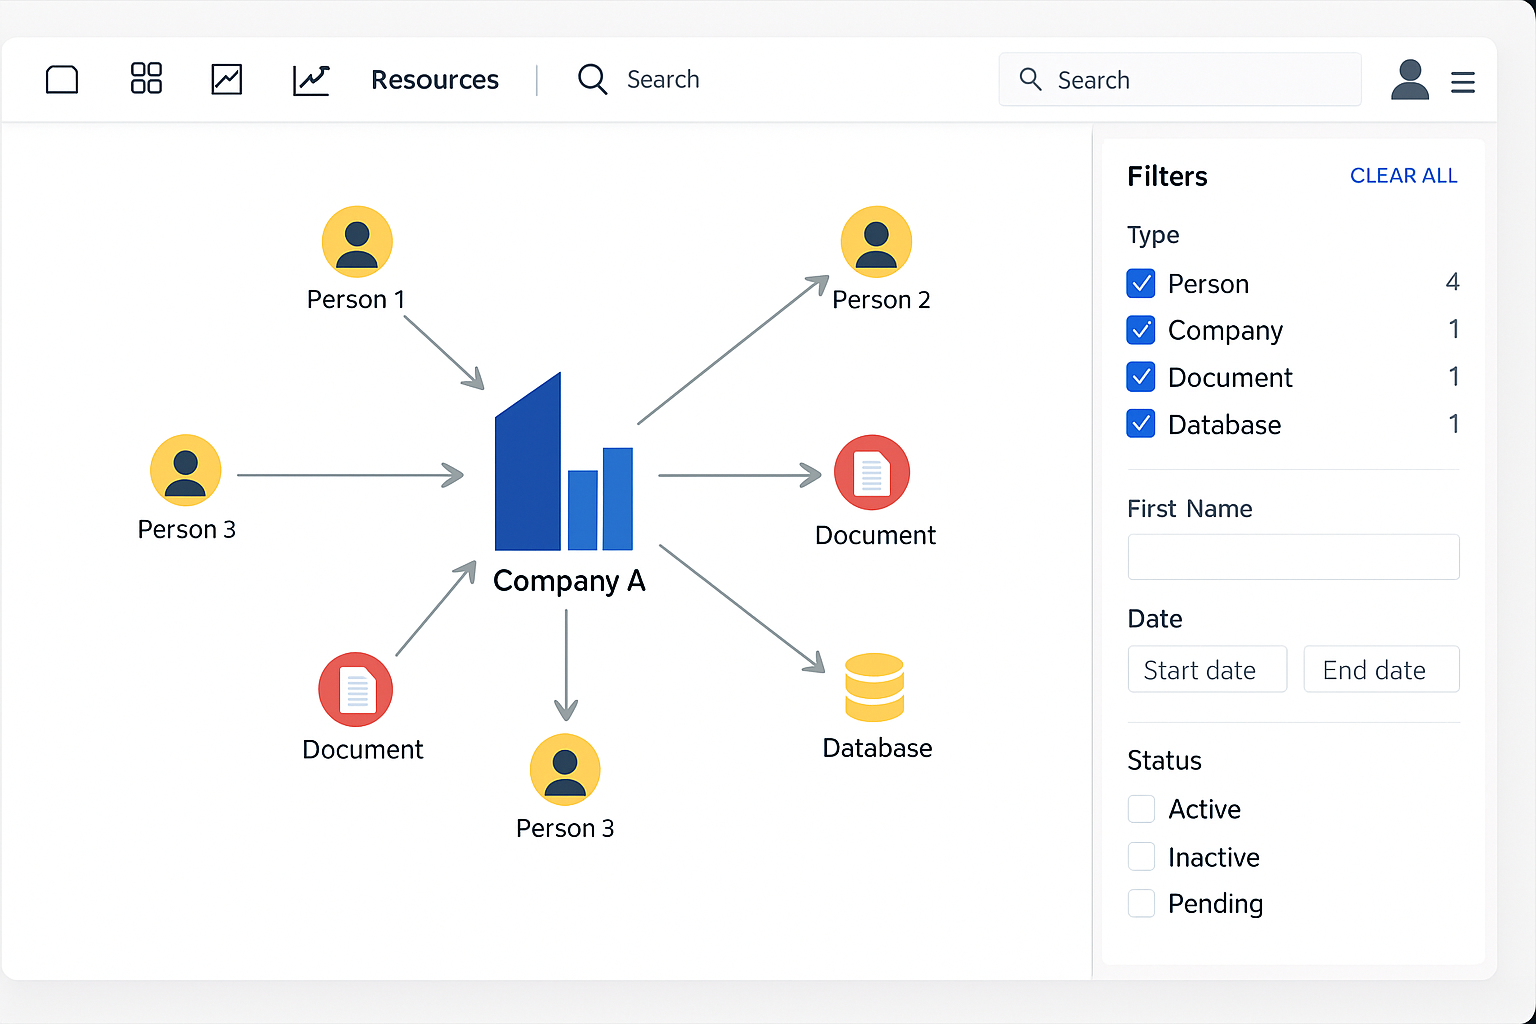 Resources
Search
Search
Person 1
Person 2
Person 3
Company A
Document
Document
Person 3
Database
Filters
CLEAR ALL
Type
Person 4
Company 1
Document 1
Database 1
First Name
Date
Start date
End date
Status
Active
Inactive
Pending